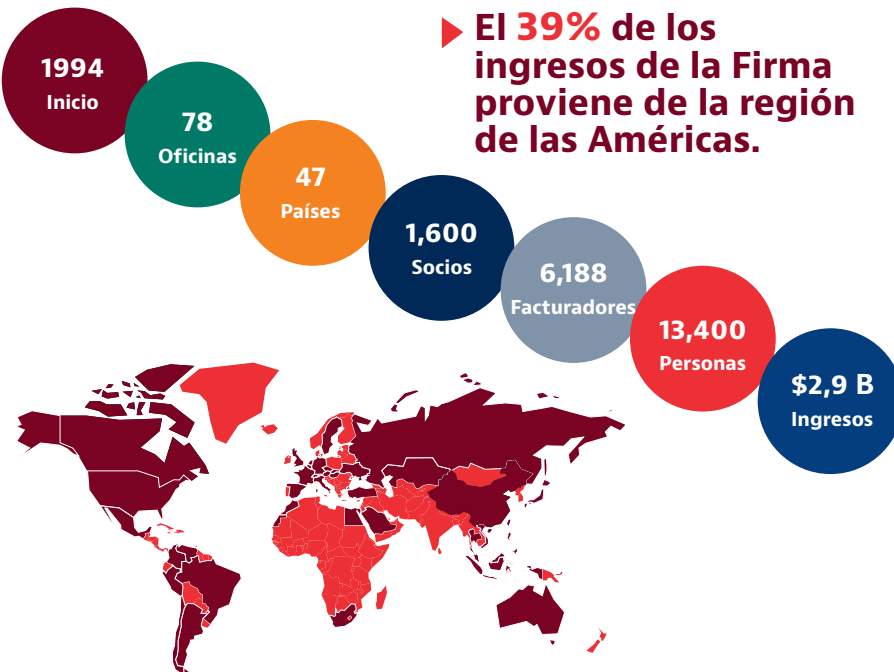 El 39% de los
ingresos de la Firma
proviene de la región
de las Américas.
1994
Inicio
78
Oficinas
47
Países
1,600
Socios
6,188
Facturadores
13,400
Personas
$2,9 B
Ingresos